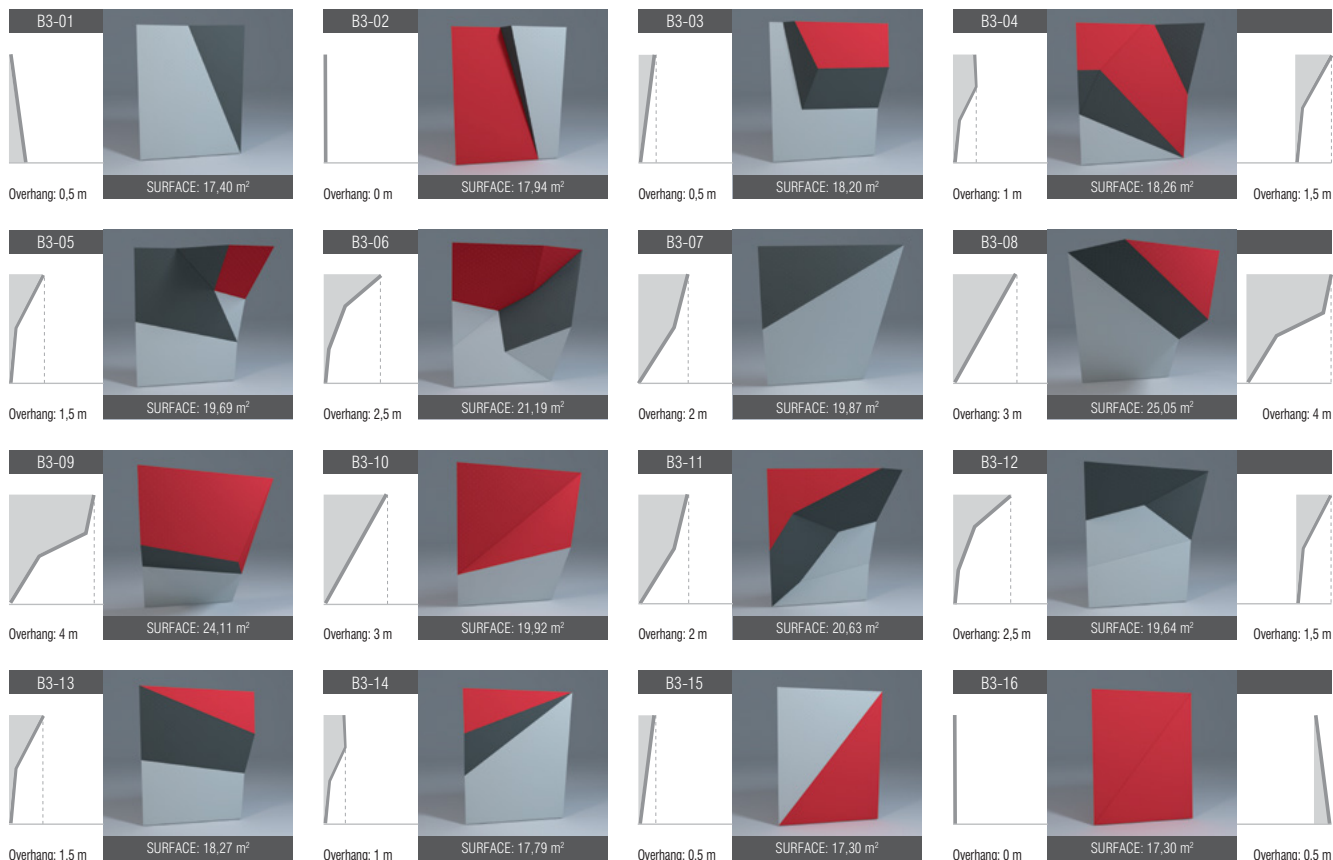 B3-01
B3-02
B3-03
B3-04
Overhang: 0,5 m
SURFACE: 17,40 m²
Overhang: 0 m
SURFACE: 17,94 m²
Overhang: 0,5 m
SURFACE: 18,20 m²
Overhang: 1 m
SURFACE: 18,26 m²
Overhang: 1,5 m
B3-05
B3-06
B3-07
B3-08
Overhang: 1,5 m
SURFACE: 19,69 m²
Overhang: 2,5 m
SURFACE: 21,19 m²
Overhang: 2 m
SURFACE: 19,87 m²
Overhang: 3 m
SURFACE: 25,05 m²
Overhang: 4 m
B3-09
B3-10
B3-11
B3-12
Overhang: 4 m
SURFACE: 24,11 m²
Overhang: 3 m
SURFACE: 19,92 m²
Overhang: 2 m
SURFACE: 20,63 m²
Overhang: 2,5 m
SURFACE: 19,64 m²
Overhang: 1,5 m
B3-13
B3-14
B3-15
B3-16
Overhang: 1,5 m
SURFACE: 18,27 m²
Overhang: 1 m
SURFACE: 17,79 m²
Overhang: 0,5 m
SURFACE: 17,30 m²
Overhang: 0 m
SURFACE: 17,30 m²
Overhang: 0,5 m